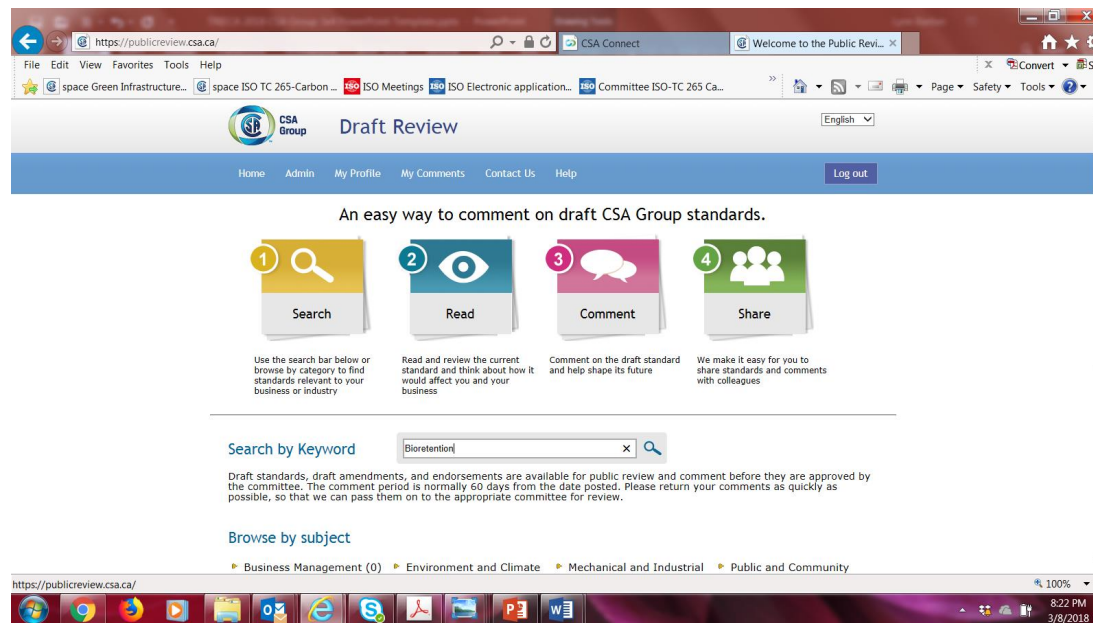 https://publicreview.csa.ca/
CSA Connect
Welcome to the Public Revi...
File Edit View Favorites Tools Help
Convert
space Green Infrastructure...
space ISO TC 265-Carbon ...
ISO Meetings
ISO Electronic application...
Committee ISO-TC 265 Ca...
Page Safety Tools
CSA Group
Draft Review
English
Home Admin My Profile My Comments Contact Us Help
Log out
An easy way to comment on draft CSA Group standards.
1 2 3 4
Search Read Comment Share
Use the search bar below or
browse by category to find
standards relevant to your
business or industry
Read and review the current
standard and think about how it
would affect you and your
business
Comment on the draft standard
and help shape its future
We make it easy for you to
share standards and comments
with colleagues
Search by Keyword
Bioretention
Draft standards, draft amendments, and endorsements are available for public review and comment before they are approved by
the committee. The comment period is normally 60 days from the date posted. Please return your comments as quickly as
possible, so that we can pass them on to the appropriate committee for review.
Browse by subject
Business Management (0) Environment and Climate Mechanical and Industrial Public and Community
https://publicreview.csa.ca/
100%
8:22 PM
3/8/2018